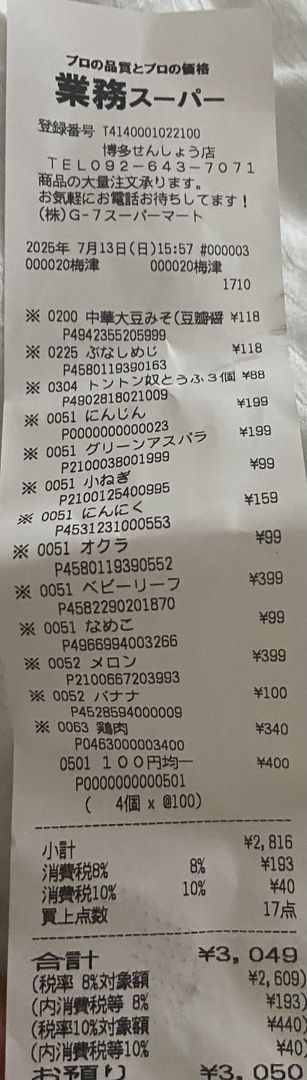 プロの品質とプロの価格
業務スーパー
登録番号 T4140001022100
博多せんしょう店
TEL092-643-7071
商品の大量注文承ります。
お気軽にお電話お待ちしてます!
(株)G-7スーパーマート
2025年 7月13日(日)15:57 #000003
000020梅津 000020梅津
1710
※ 0200 中華大豆みそ(豆瓣醤 ¥118
P4942355205999
※ 0225 ぶなしめじ ¥118
P4580119390163
※ 0304 トントン奴とうふ3個 ¥88
P4902818021009
※ 0051 にんじん ¥199
P0000000000023
※ 0051 グリーンアスパラ ¥199
P2100038001999
※ 0051 小ねぎ ¥99
P2100125400995
※ 0051 にんにく ¥159
P4531231000553
※ 0051 オクラ ¥99
P4580119390552
※ 0051 ベビーリーフ ¥399
P4582290201870
※ 0051 なめこ ¥99
P4966994003266
※ 0052 メロン ¥399
P2100667203993
※ 0052 バナナ ¥100
P4528594000009
※ 0063 鶏肉 ¥340
P0463000003400
0501 100円均一 ¥400
P0000000000501
( 4個 x @100)
小計 ¥2,816
消費税8% 8% ¥193
消費税10% 10% ¥40
買上点数 17点
合計 ¥3,049
(税率 8%対象額 ¥2,609)
(内消費税等 8% ¥193)
(税率10%対象額 ¥440)
(内消費税等10% ¥40)
お預り ¥3,050